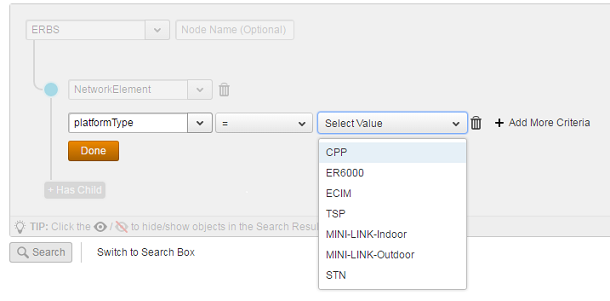 ERBS Node Name (Optional)
NetworkElement
platformType = Select Value + Add More Criteria
Done
CPP
ER6000
ECIM
TSP
MINI-LINK-Indoor
MINI-LINK-Outdoor
STN
+ Has Child
TIP: Click the / to hide/show objects in the Search Resul
Search Switch to Search Box